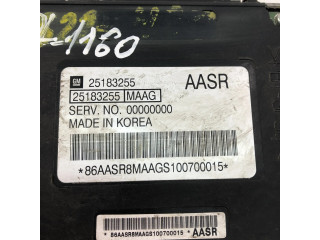 1160
GM 25183255 AASR
25183255 MAAG
SERV. NO. 00000000
MADE IN KOREA
*86AASR8MAAGS100700015*
AASR
*86AASR8MAAGS100700015*